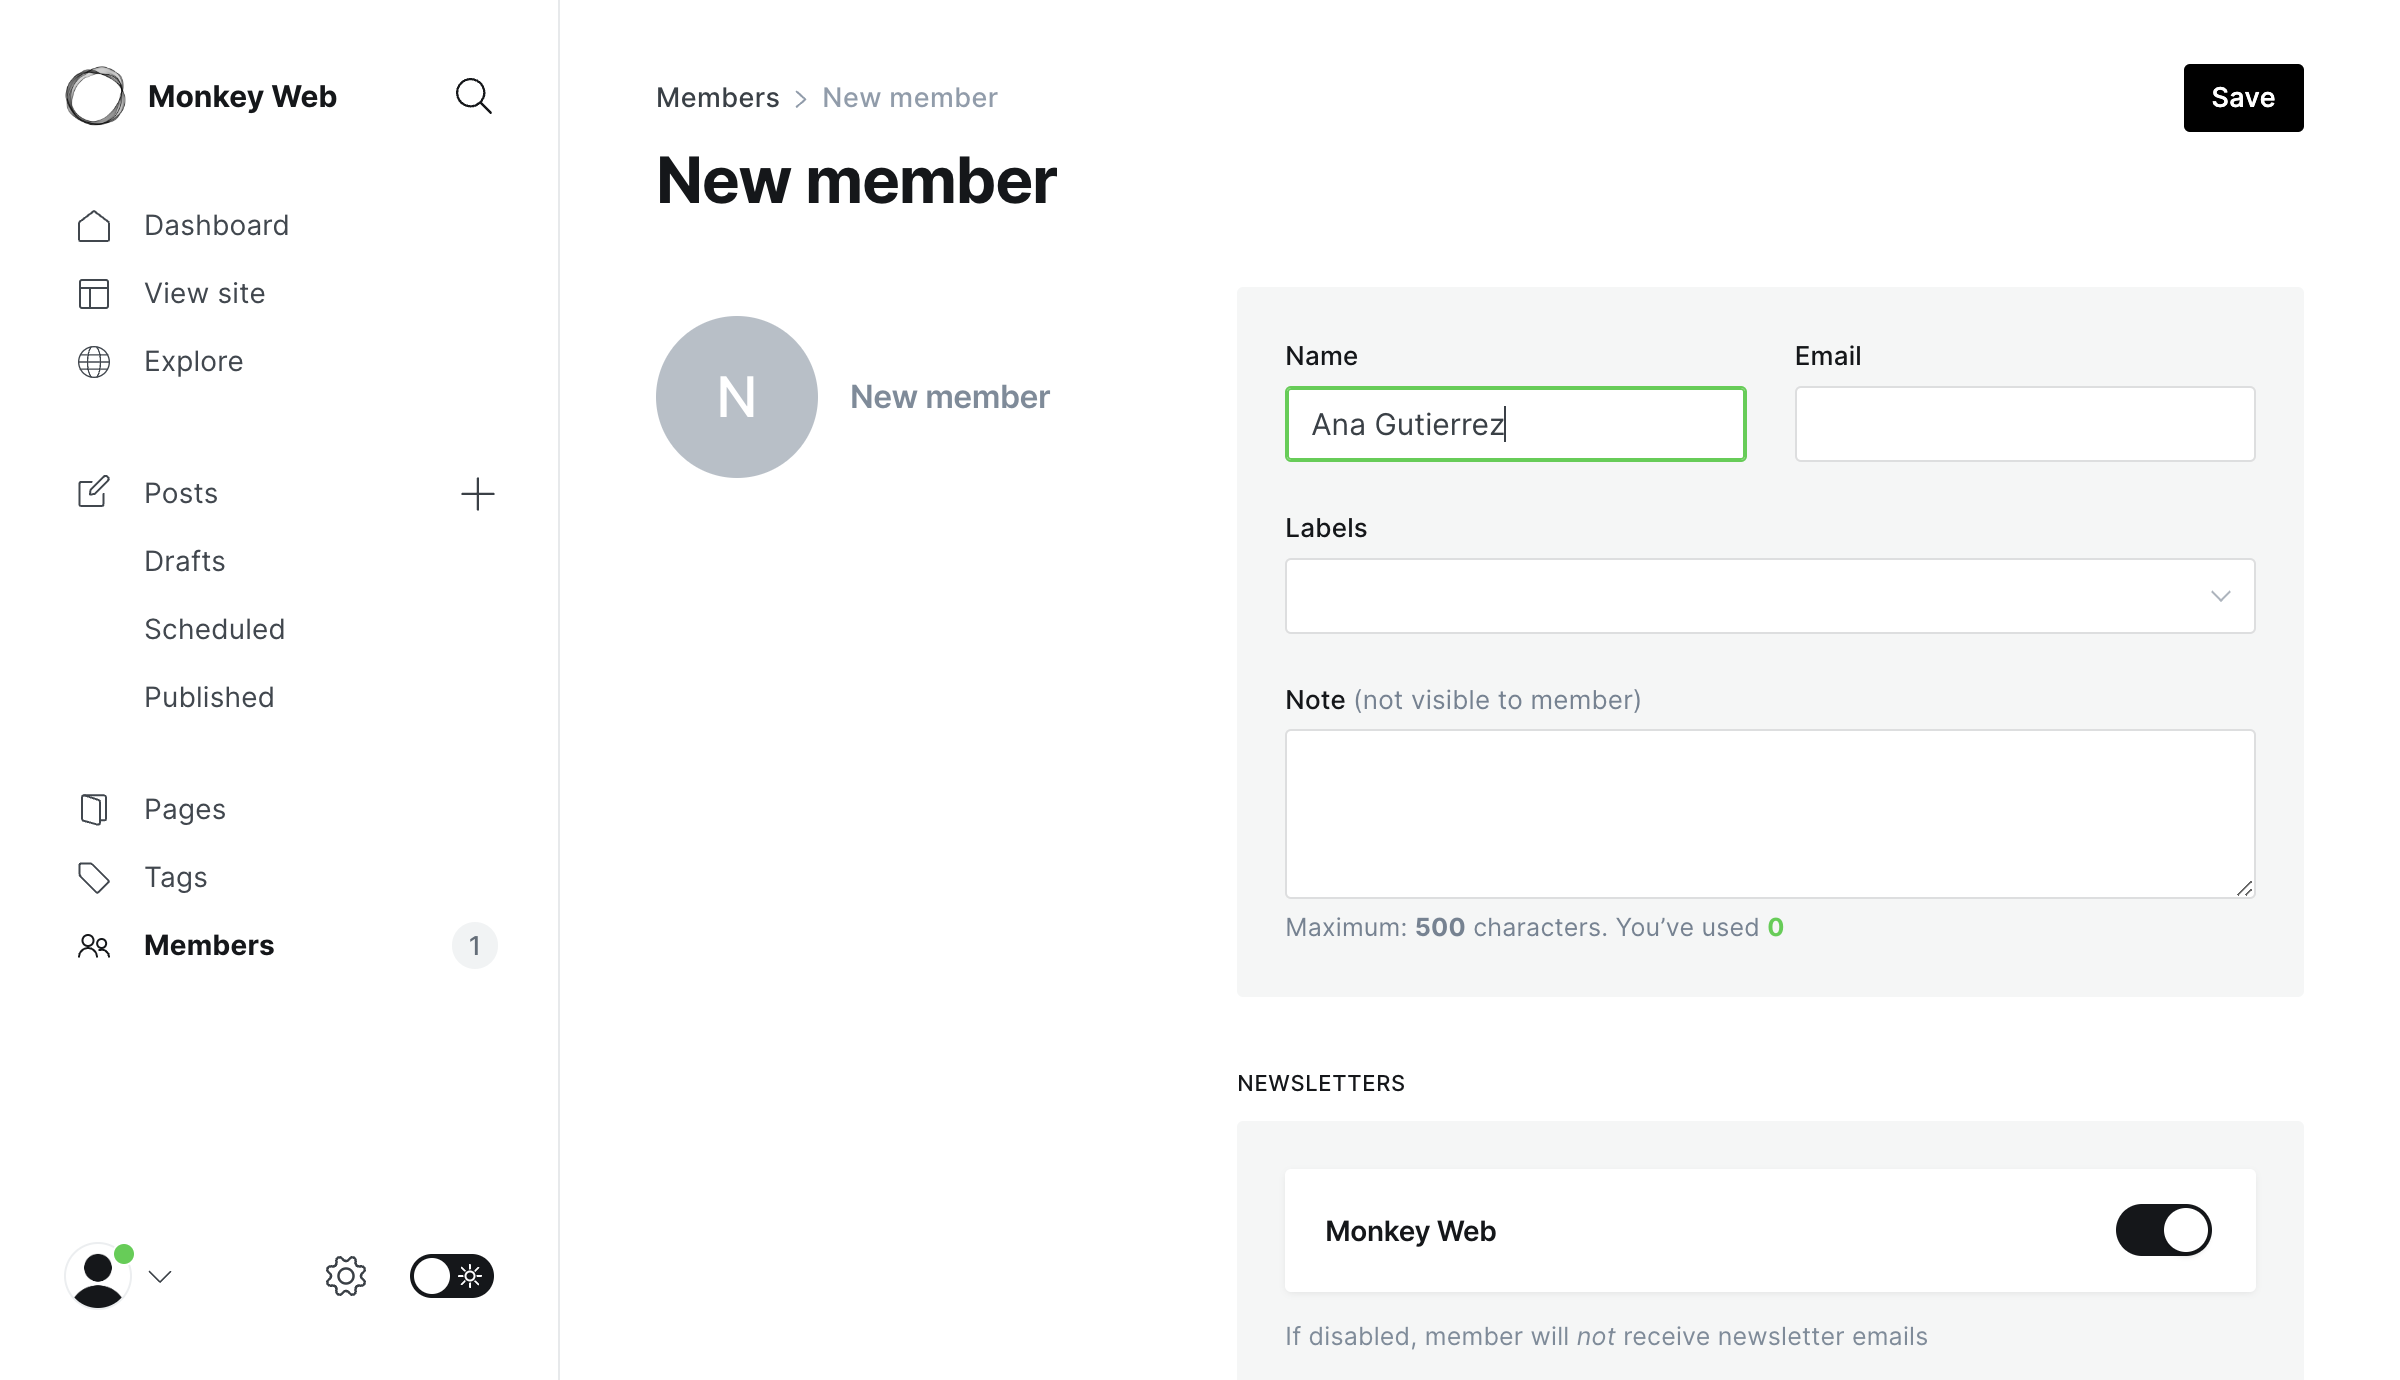 Monkey Web
Dashboard
View site
Explore
Posts
Drafts
Scheduled
Published
Pages
Tags
Members 1
Members > New member
Save
New member
N New member
Name
Ana Gutierrez
Email
Labels
Note (not visible to member)
Maximum: 500 characters. You’ve used 0
NEWSLETTERS
Monkey Web
If disabled, member will not receive newsletter emails